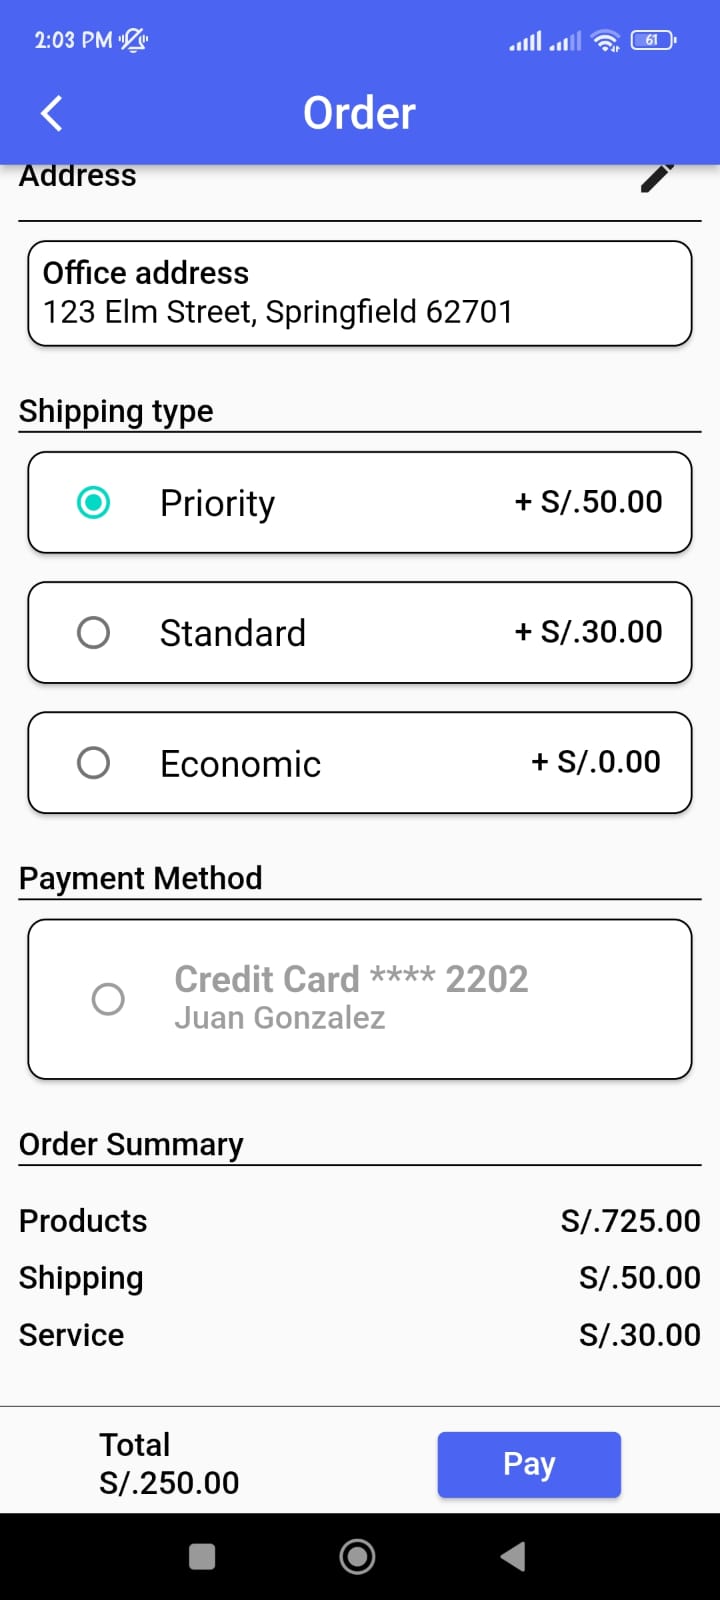 2:03 PM
61
Order
Address
Office address
123 Elm Street, Springfield 62701
Shipping type
Priority + S/.50.00
Standard + S/.30.00
Economic + S/.0.00
Payment Method
Credit Card **** 2202
Juan Gonzalez
Order Summary
Products S/.725.00
Shipping S/.50.00
Service S/.30.00
Total
S/.250.00
Pay